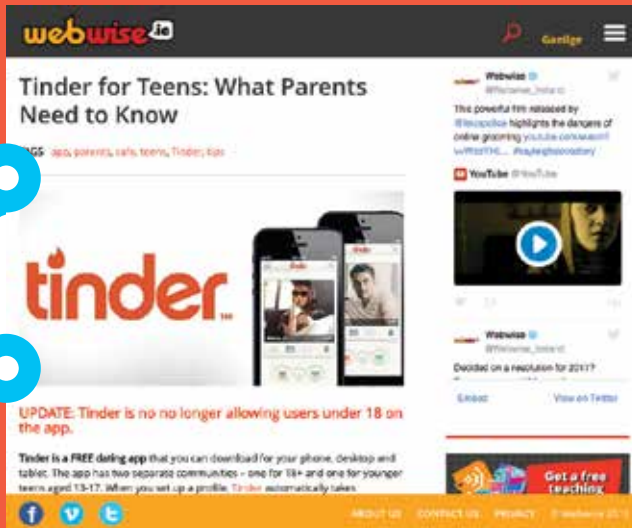 webwise.ie
Gaeilge
Tinder for Teens: What Parents
Need to Know
TAGS app, parents, safe, teens, Tinder, tips
tinder
UPDATE: Tinder is no no longer allowing users under 18 on
the app.
Tinder is a FREE dating app that you can download for your phone, desktop and
tablet. The app has two separate communities – one for 18+ and one for younger
teens aged 13-17. When you set up a profile, Tinder automatically takes
Webwise
This powerful film released by
@leicspolice highlights the dangers of
online grooming
YouTube @YouTube
Webwise
Decided on a resolution for 2017?
Embed
View on Twitter
Get a free
teaching
ABOUT US
CONTACT US
PRIVACY